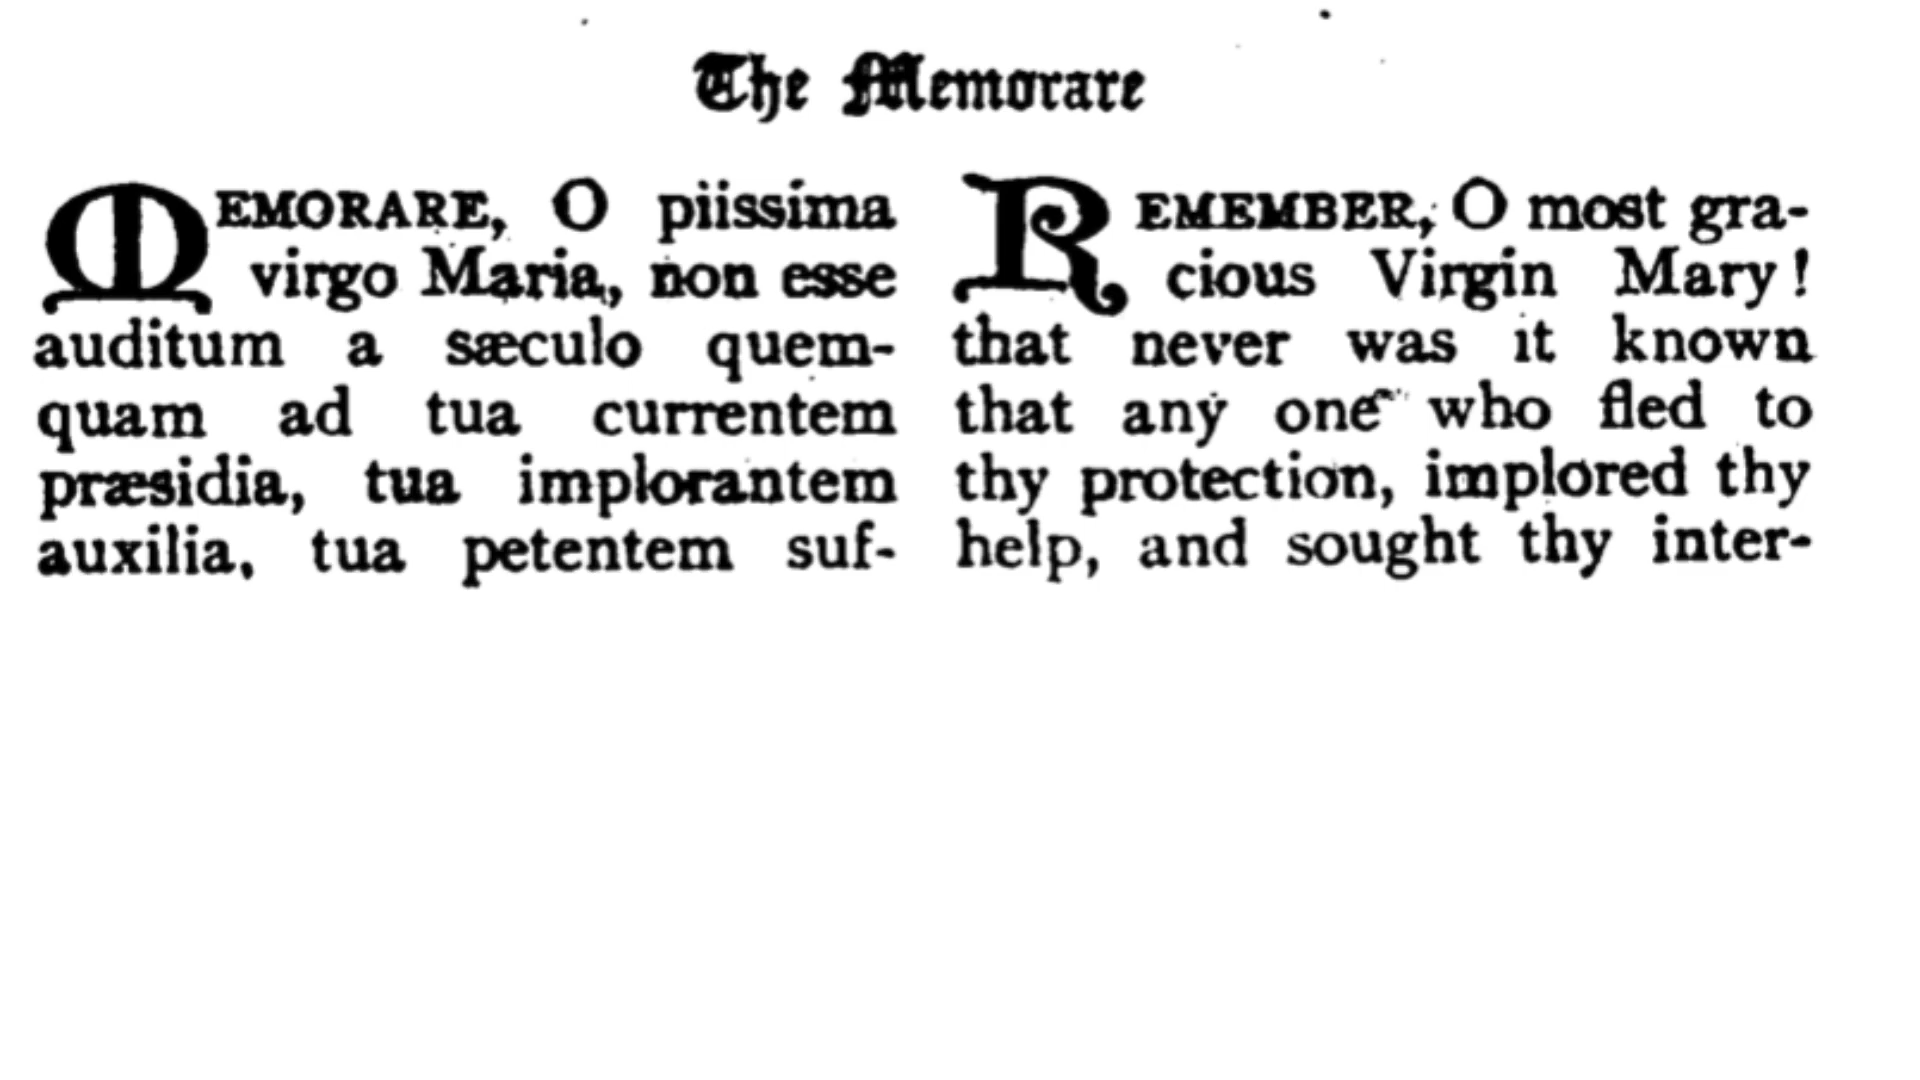 The Memorare
MEMORARE, O piissima
virgo Maria, non esse
auditum a sæculo quem-
quam ad tua currentem
præsidia, tua implorantem
auxilia, tua petentem suf-
REMEMBER, O most gra-
cious Virgin Mary!
that never was it known
that any one who fled to
thy protection, implored thy
help, and sought thy inter-